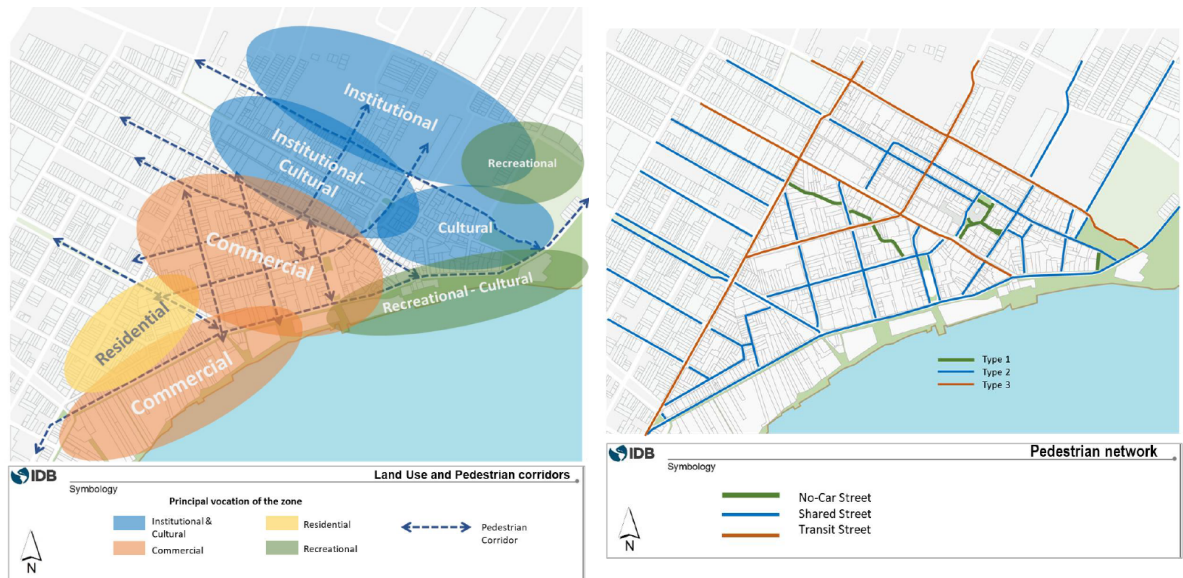 Institutional
Institutional-
Cultural
Recreational
Cultural
Commercial
Recreational - Cultural
Residential
Commercial
IDB
Land Use and Pedestrian corridors
Symbology
Principal vocation of the zone
Institutional &
Cultural
Residential
Pedestrian
Corridor
Commercial
Recreational
N
Type 1
Type 2
Type 3
IDB
Pedestrian network
Symbology
No-Car Street
Shared Street
Transit Street
N